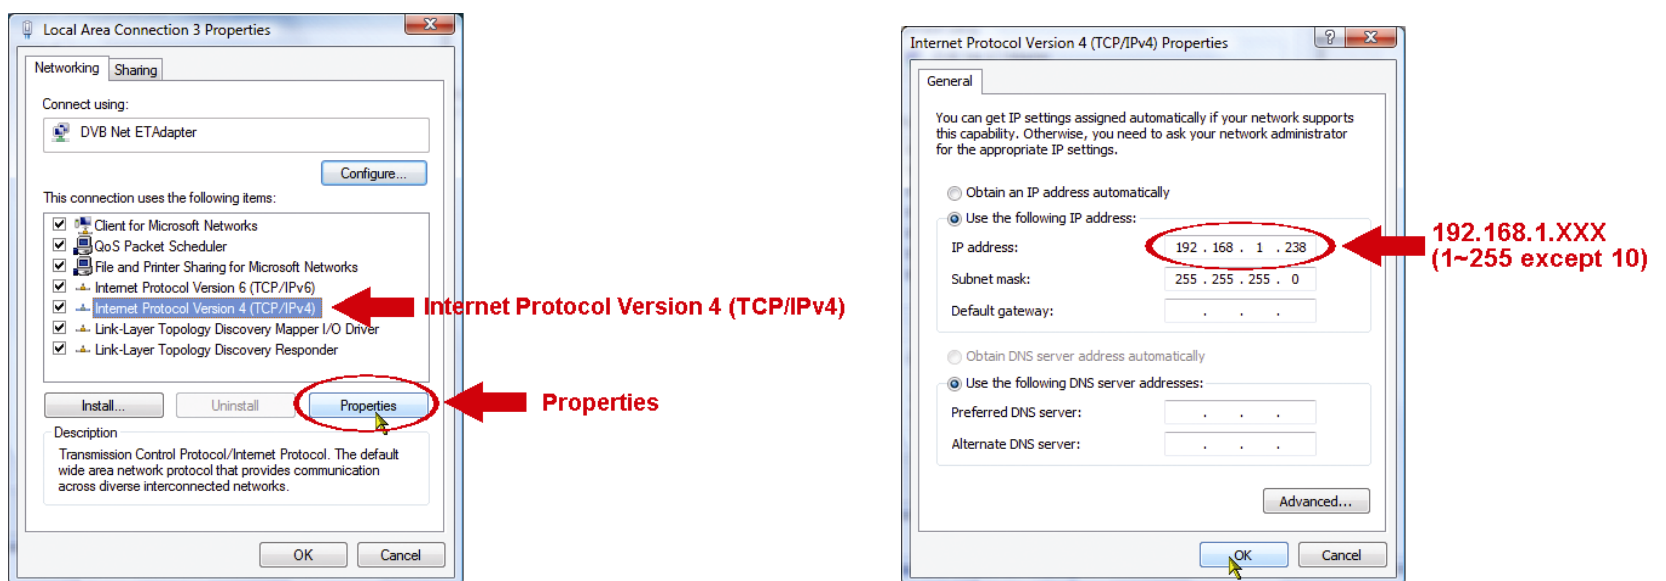 Local Area Connection 3 Properties
Networking
Sharing
Connect using:
DVB Net ETAdapter
Configure...
This connection uses the following items:
Client for Microsoft Networks
QoS Packet Scheduler
File and Printer Sharing for Microsoft Networks
Internet Protocol Version 6 (TCP/IPv6)
Internet Protocol Version 4 (TCP/IPv4)
Link-Layer Topology Discovery Mapper I/O Driver
Link-Layer Topology Discovery Responder
Install...
Uninstall
Properties
Description
Transmission Control Protocol/Internet Protocol. The default
wide area network protocol that provides communication
across diverse interconnected networks.
OK
Cancel
Internet Protocol Version 4 (TCP/IPv4)
Properties
Internet Protocol Version 4 (TCP/IPv4) Properties
General
You can get IP settings assigned automatically if your network supports
this capability. Otherwise, you need to ask your network administrator
for the appropriate IP settings.
Obtain an IP address automatically
Use the following IP address:
IP address: 192 . 168 . 1 . 238
Subnet mask: 255 . 255 . 255 . 0
Default gateway: . . .
Obtain DNS server address automatically
Use the following DNS server addresses:
Preferred DNS server: . . .
Alternate DNS server: . . .
Advanced...
OK
Cancel
192.168.1.XXX
(1~255 except 10)